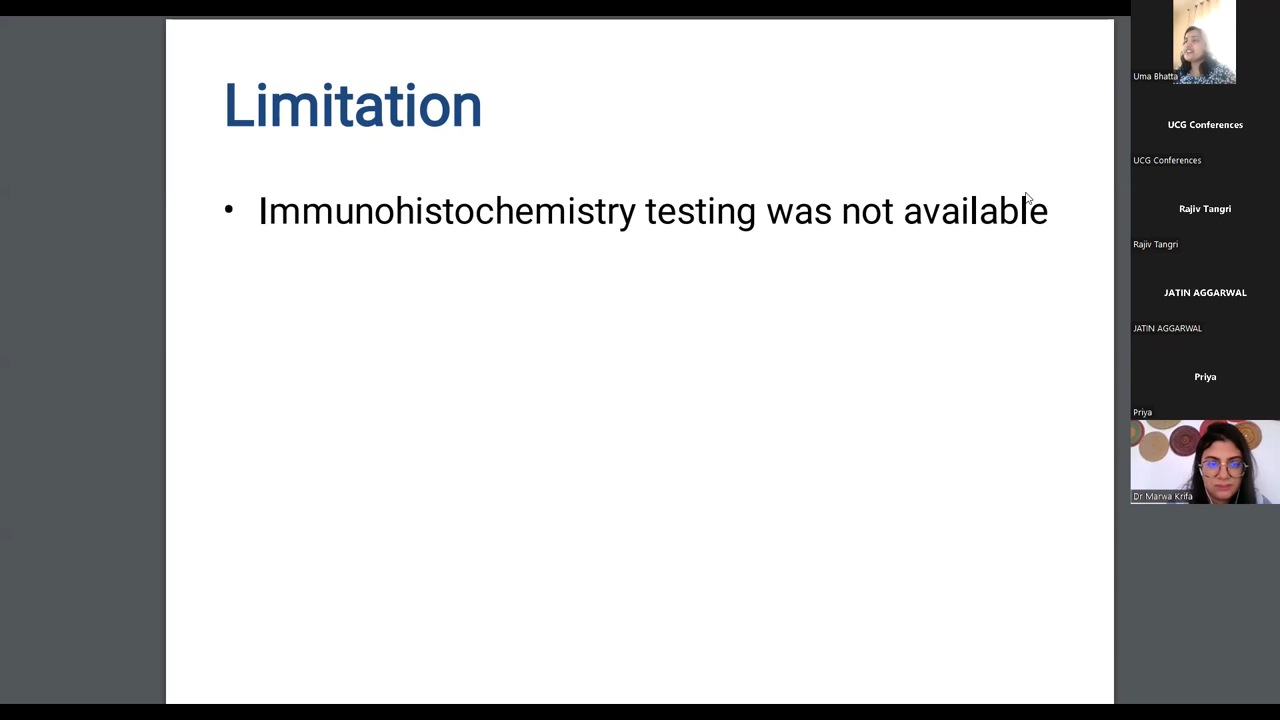 Limitation
• Immunohistochemistry testing was not available
Uma Bhatta
UCG Conferences
UCG Conferences
Rajiv Tangri
Rajiv Tangri
JATIN AGGARWAL
JATIN AGGARWAL
Priya
Priya
Dr Marwa Krifa